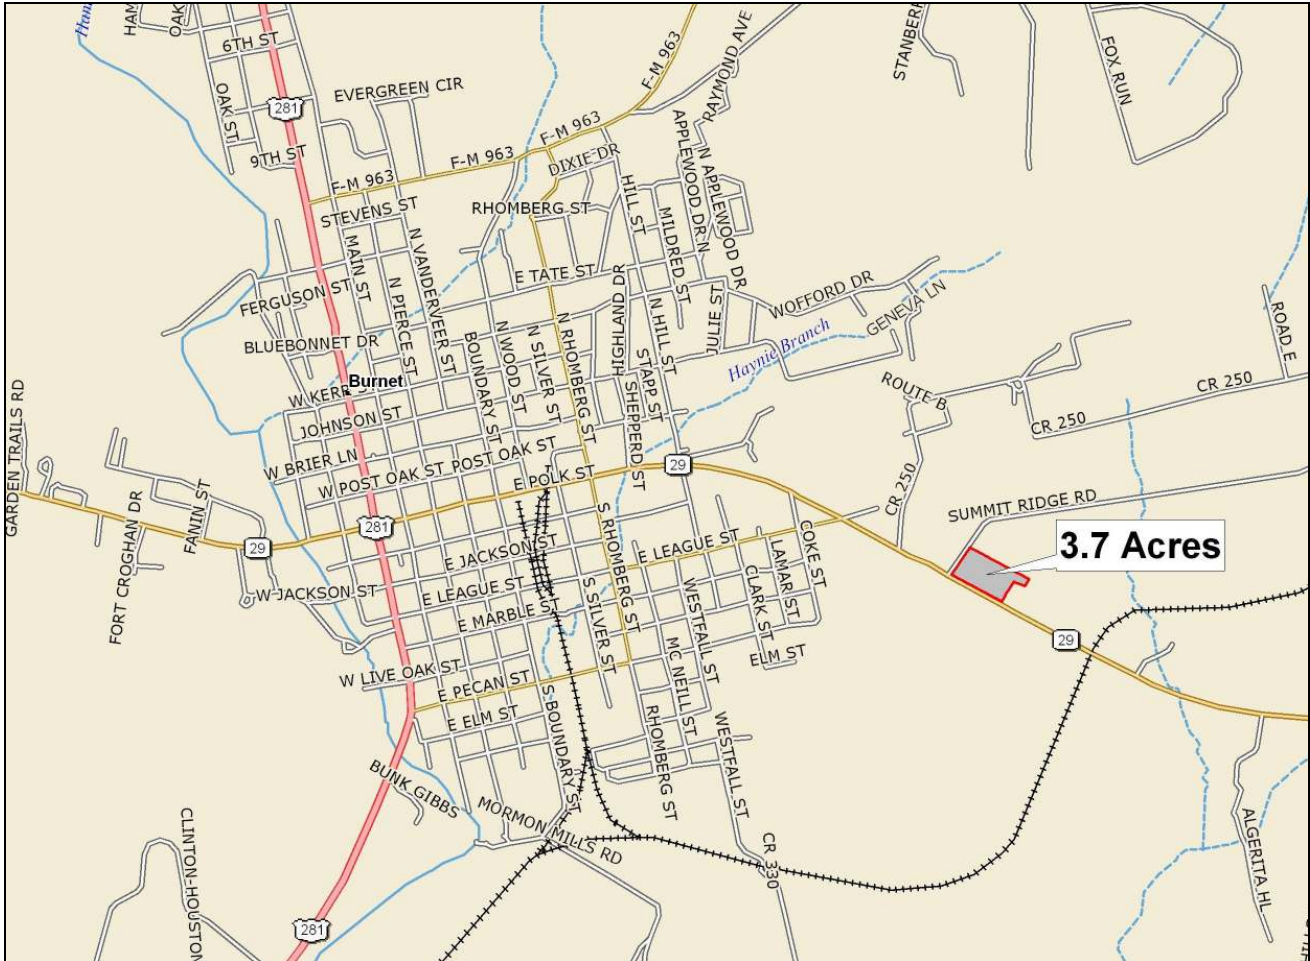 HAM
OAK
6TH ST
OAK ST
9TH ST
281
EVERGREEN CIR
F-M 963
F-M 963
F-M 963
F-M 963
RAYMOND AVE
STANBERR
FOX RUN
DIXIE DR
STEVENS ST
RHOMBERG ST
HILL ST
MILDRED ST
APPLEWOOD DR N
N APPLEWOOD DR
MAIN ST
N VANDERVEER ST
N PIERCE ST
E TATE ST
FERGUSON ST
BLUEBONNET DR
HIGHLAND DR
N HILL ST
JULIE ST
WOFFORD DR
GENEVA LN
Haynie Branch
ROAD E
BOUNDARY ST
N WOOD ST
N SILVER ST
N RHOMBERG ST
STAPP ST
SHEPPERD ST
Burnet
W KERR
JOHNSON ST
W BRIER LN
W POST OAK ST
POST OAK ST
E POLK ST
ROUTE B
CR 250
CR 250
CR 250
GARDEN TRAILS RD
FORT CROGHAN DR
FANIN ST
29
281
29
SUMMIT RIDGE RD
3.7 Acres
E JACKSON ST
W JACKSON ST
E LEAGUE ST
E LEAGUE ST
E MARBLE ST
S RHOMBERG ST
S SILVER ST
COKE ST
LAMAR ST
CLARK ST
WESTFALL ST
MC NEILL ST
ELM ST
29
W LIVE OAK ST
E PECAN ST
E ELM ST
S BOUNDARY ST
RHOMBERG ST
WESTFALL ST
BUNK GIBBS
MORMON MILLS RD
CR 330
CLINTON-HOUSTON
ALGERITA HL
281